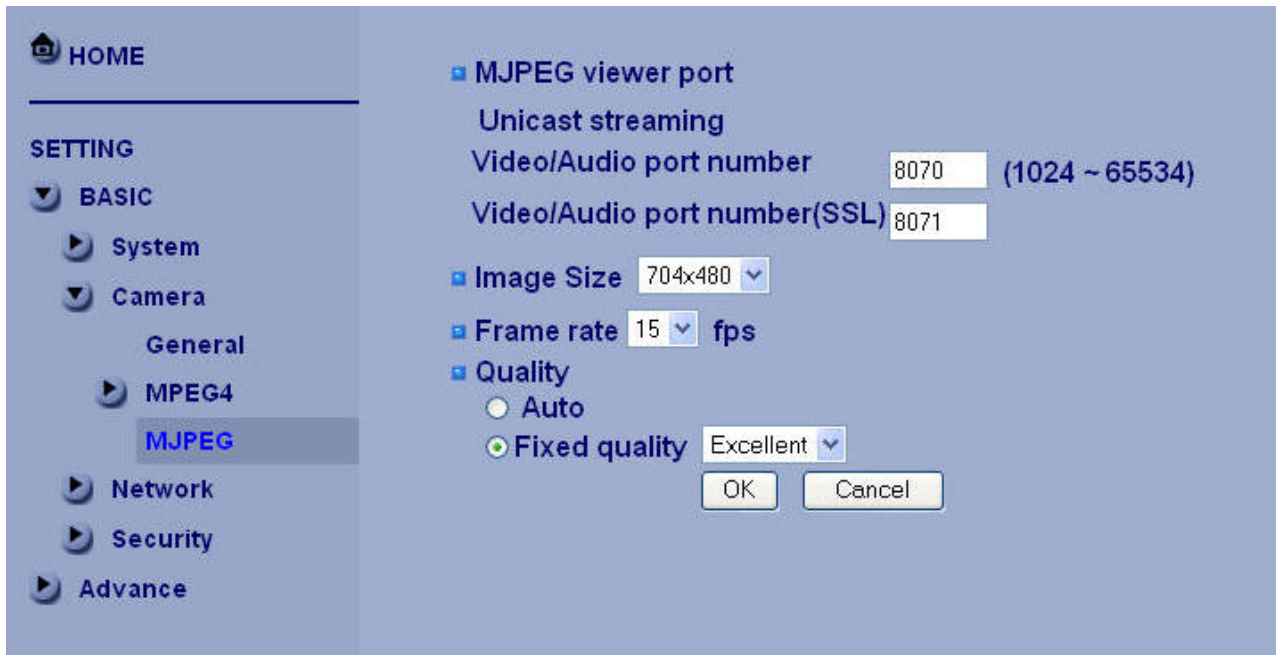 HOME
SETTING
BASIC
System
Camera
General
MPEG4
MJPEG
Network
Security
Advance
MJPEG viewer port
Unicast streaming
Video/Audio port number 8070 (1024 ~ 65534)
Video/Audio port number(SSL) 8071
Image Size 704x480
Frame rate 15 fps
Quality
Auto
Fixed quality Excellent
OK Cancel